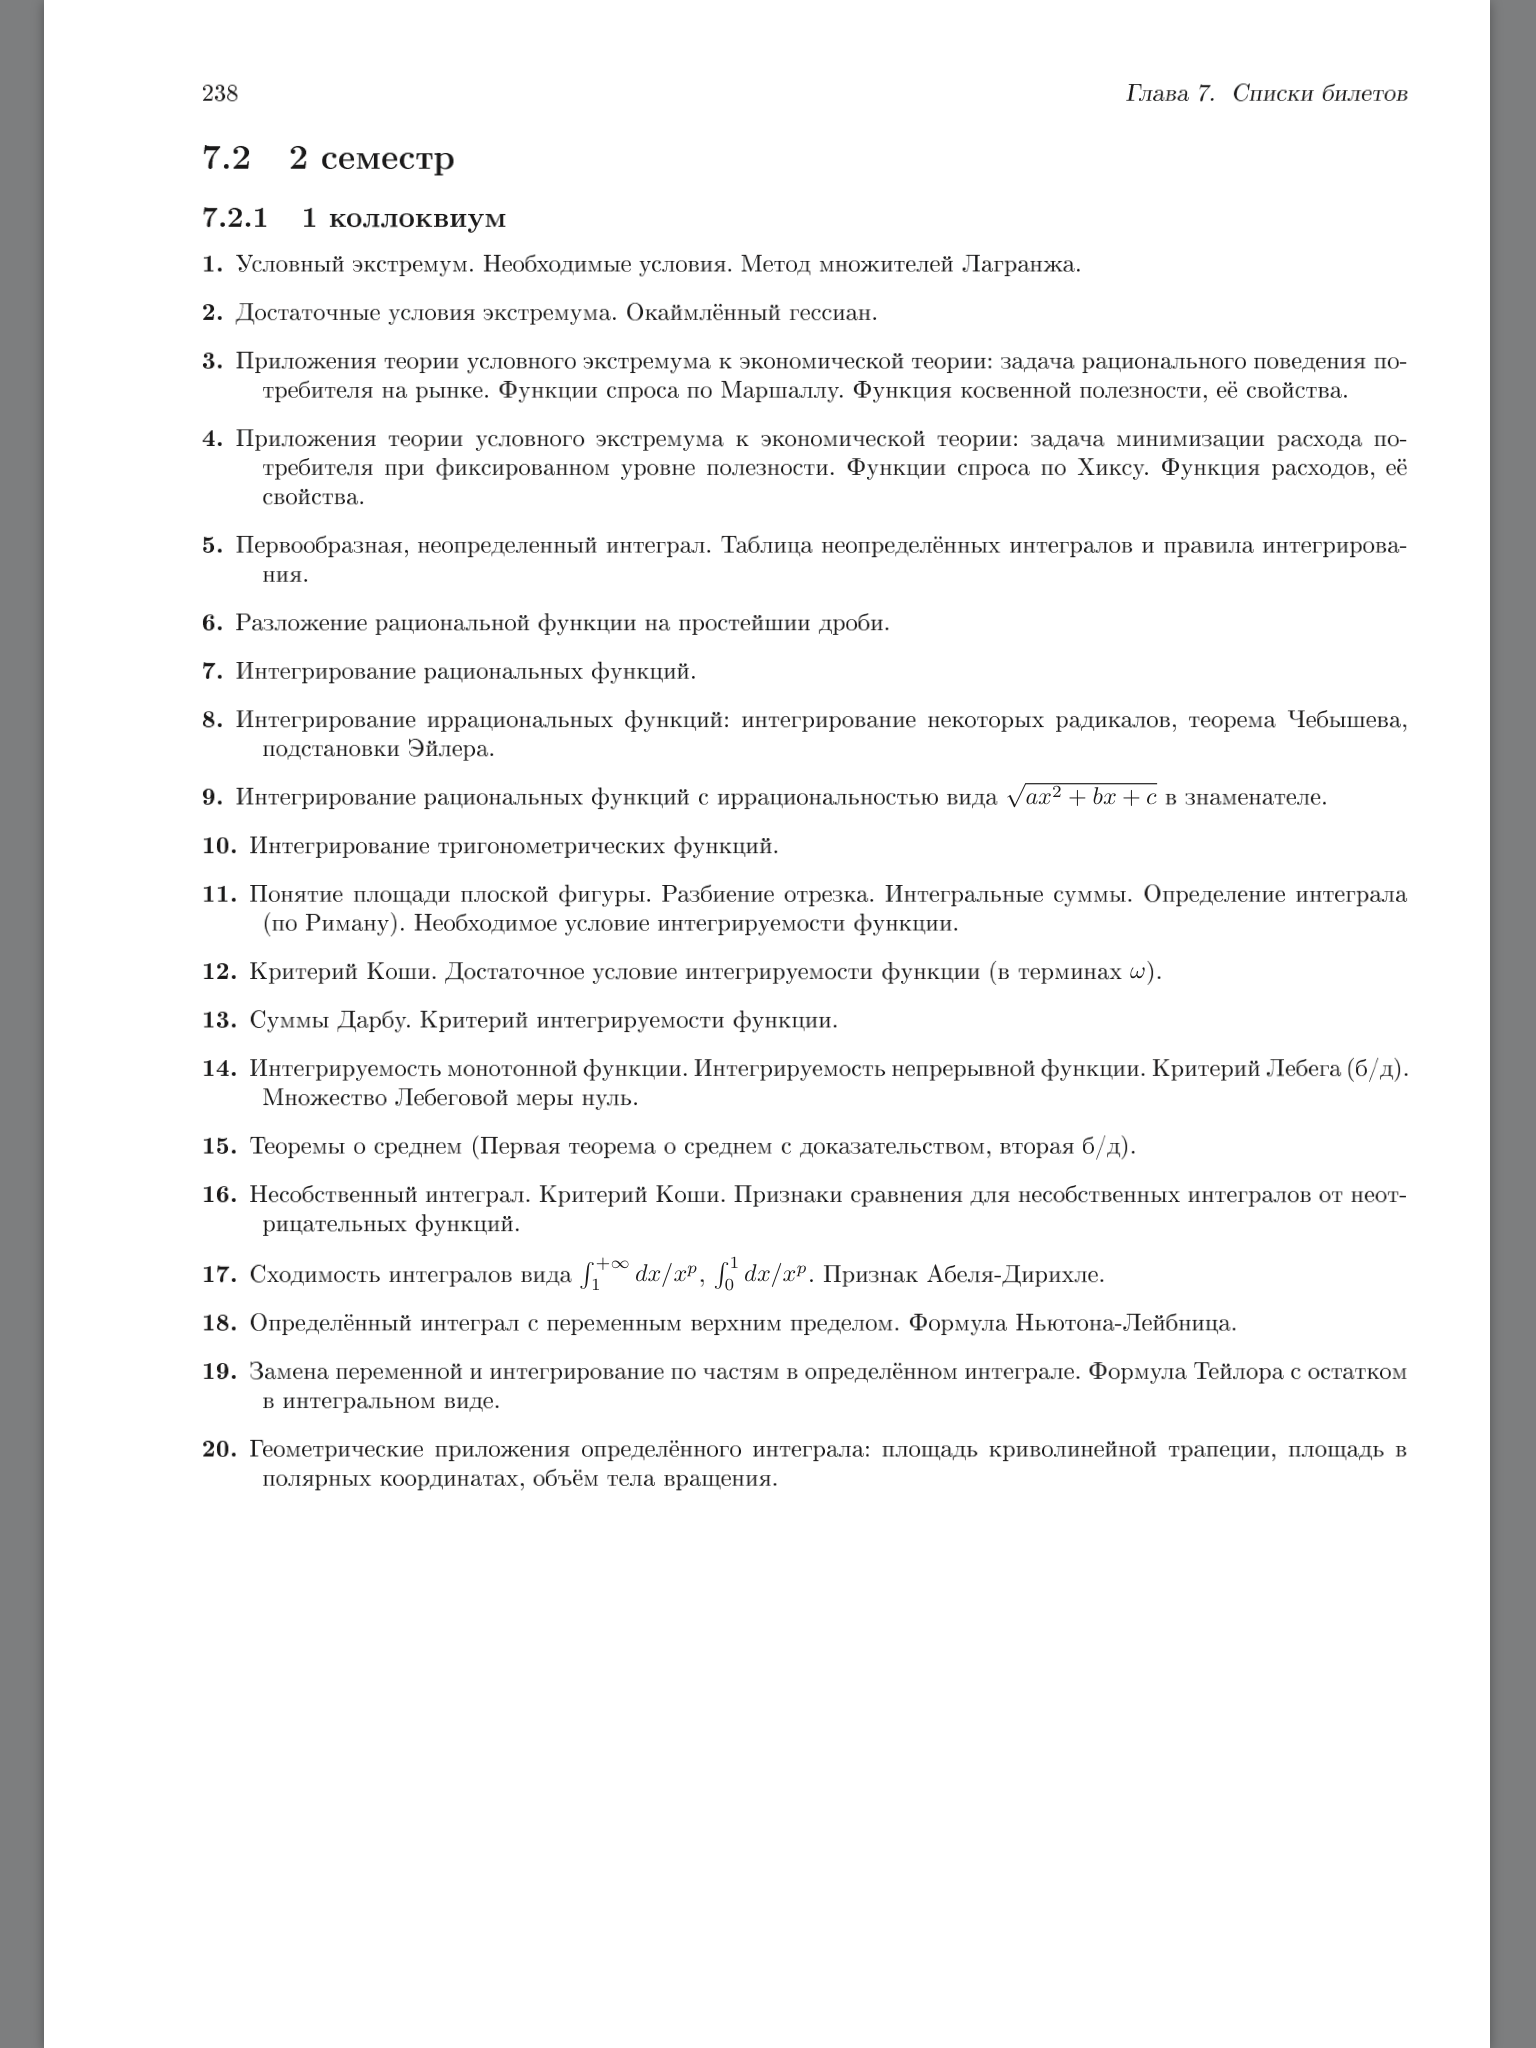 238
Глава 7. Списки билетов
7.2 2 семестр
7.2.1 1 коллоквиум
1. Условный экстремум. Необходимые условия. Метод множителей Лагранжа.
2. Достаточные условия экстремума. Окаймлённый гессиан.
3. Приложения теории условного экстремума к экономической теории: задача рационального поведения по-
требителя на рынке. Функции спроса по Маршаллу. Функция косвенной полезности, её свойства.
4. Приложения теории условного экстремума к экономической теории: задача минимизации расхода по-
требителя при фиксированном уровне полезности. Функции спроса по Хиксу. Функция расходов, её
свойства.
5. Первообразная, неопределенный интеграл. Таблица неопределённых интегралов и правила интегрирова-
ния.
6. Разложение рациональной функции на простейшии дроби.
7. Интегрирование рациональных функций.
8. Интегрирование иррациональных функций: интегрирование некоторых радикалов, теорема Чебышева,
подстановки Эйлера.
9. Интегрирование рациональных функций с иррациональностью вида √(ax² + bx + c) в знаменателе.
10. Интегрирование тригонометрических функций.
11. Понятие площади плоской фигуры. Разбиение отрезка. Интегральные суммы. Определение интеграла
(по Риману). Необходимое условие интегрируемости функции.
12. Критерий Коши. Достаточное условие интегрируемости функции (в терминах ω).
13. Суммы Дарбу. Критерий интегрируемости функции.
14. Интегрируемость монотонной функции. Интегрируемость непрерывной функции. Критерий Лебега (б/д).
Множество Лебеговой меры нуль.
15. Теоремы о среднем (Первая теорема о среднем с доказательством, вторая б/д).
16. Несобственный интеграл. Критерий Коши. Признаки сравнения для несобственных интегралов от неот-
рицательных функций.
17. Сходимость интегралов вида ∫₁^{+∞} dx/xᵖ, ∫₀¹ dx/xᵖ. Признак Абеля-Дирихле.
18. Определённый интеграл с переменным верхним пределом. Формула Ньютона-Лейбница.
19. Замена переменной и интегрирование по частям в определённом интеграле. Формула Тейлора с остатком
в интегральном виде.
20. Геометрические приложения определённого интеграла: площадь криволинейной трапеции, площадь в
полярных координатах, объём тела вращения.